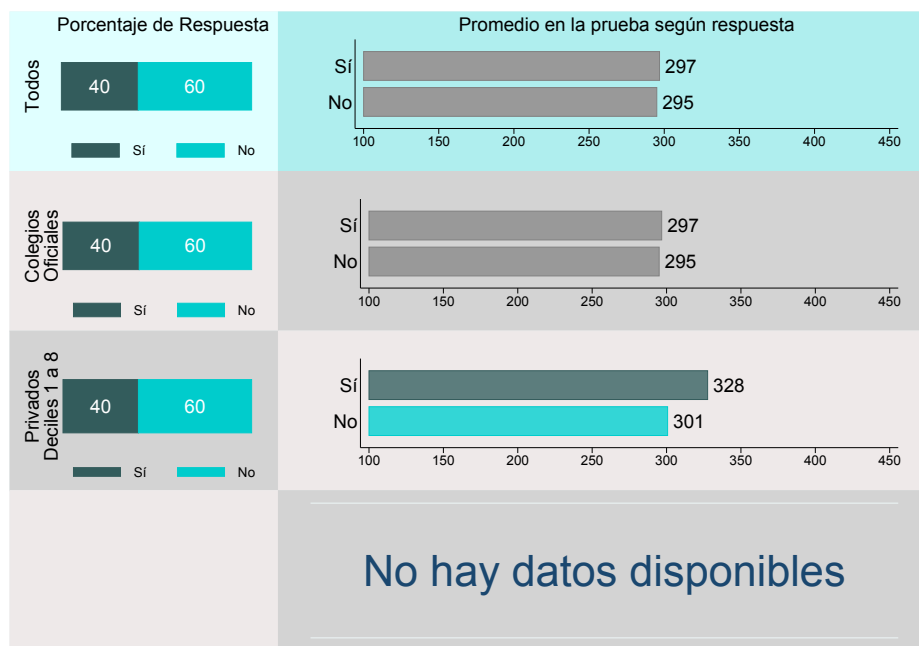 Porcentaje de Respuesta
Promedio en la prueba según respuesta
Todos
40 60
Sí No
Sí 297
No 295
100 150 200 250 300 350 400 450
Colegios
Oficiales
40 60
Sí No
Sí 297
No 295
100 150 200 250 300 350 400 450
Privados
Deciles 1 a 8
40 60
Sí No
Sí 328
No 301
100 150 200 250 300 350 400 450
No hay datos disponibles